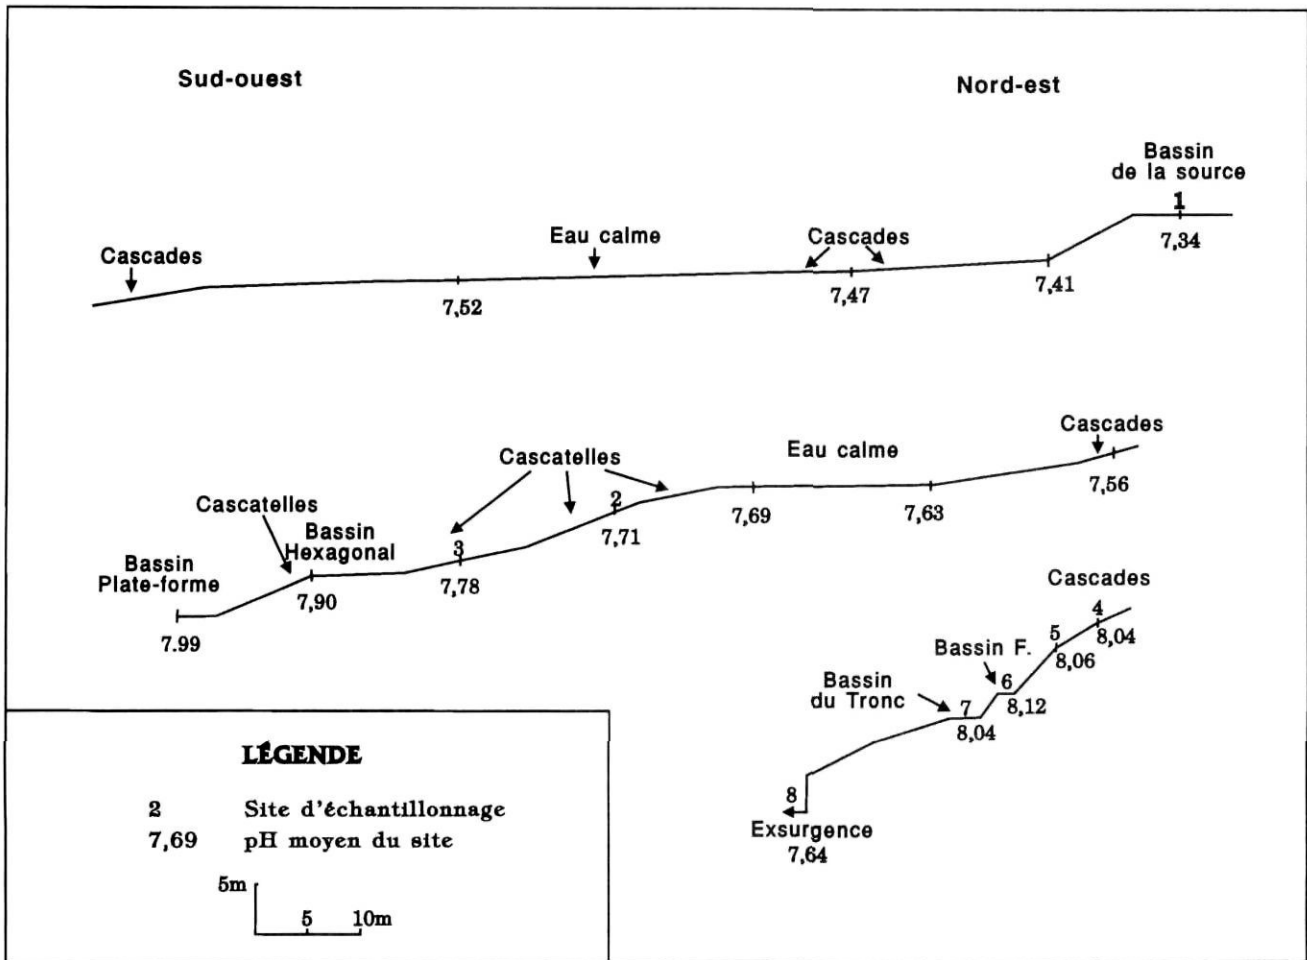 Sud-ouest
Nord-est
Bassin
de la source
1
7,34
Cascades
Eau calme
Cascades
7,52
7,47
7,41
Cascades
Eau calme
Cascatelles
Cascatelles
Bassin
Hexagonal
Bassin
Plate-forme
7.99
7,90
3
7,78
2
7,71
7,69
7,63
7,56
Cascades
4
8,04
5
8,06
Bassin F.
6
8,12
Bassin
du Tronc
7
8,04
8
Exsurgence
7,64
LÉGENDE
2 Site d'échantillonnage
7,69 pH moyen du site
5m
5 10m